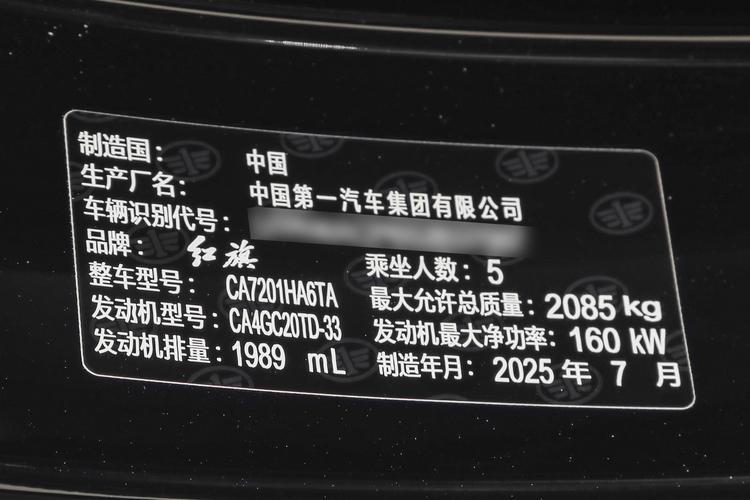 制造国： 中国
生产厂名： 中国第一汽车集团有限公司
车辆识别代号：
品牌： 红旗 乘坐人数：5
整车型号： CA7201HA6TA 最大允许总质量：2085 kg
发动机型号：CA4GC20TD-33 发动机最大净功率：160 kW
发动机排量：1989 mL 制造年月：2025 年 7 月